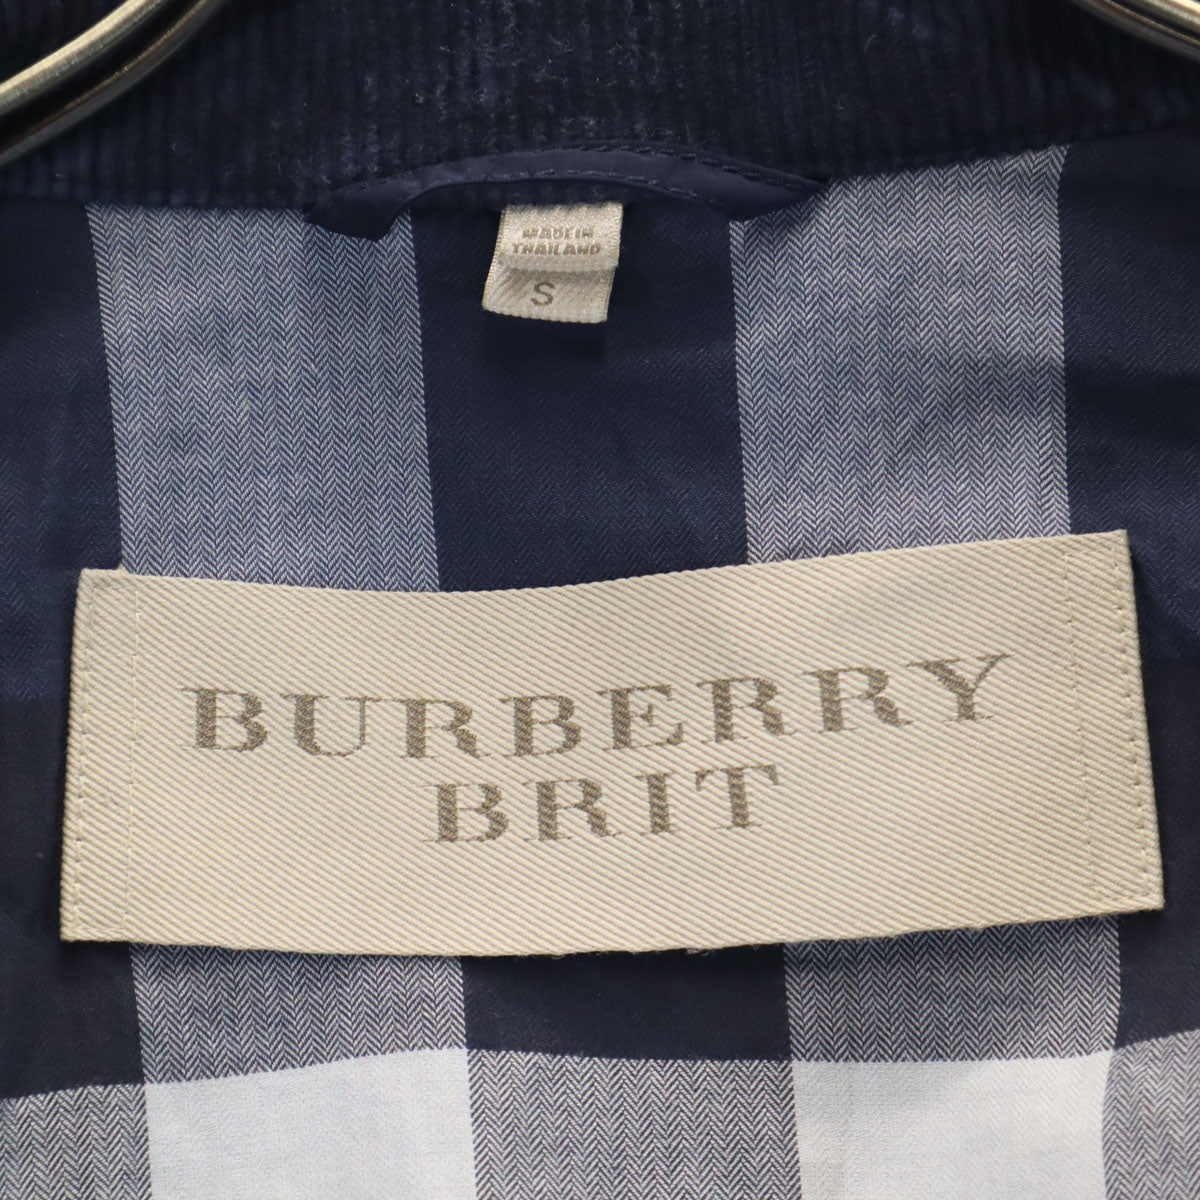 MADE IN
THAILAND
S
BURBERRY
BRIT